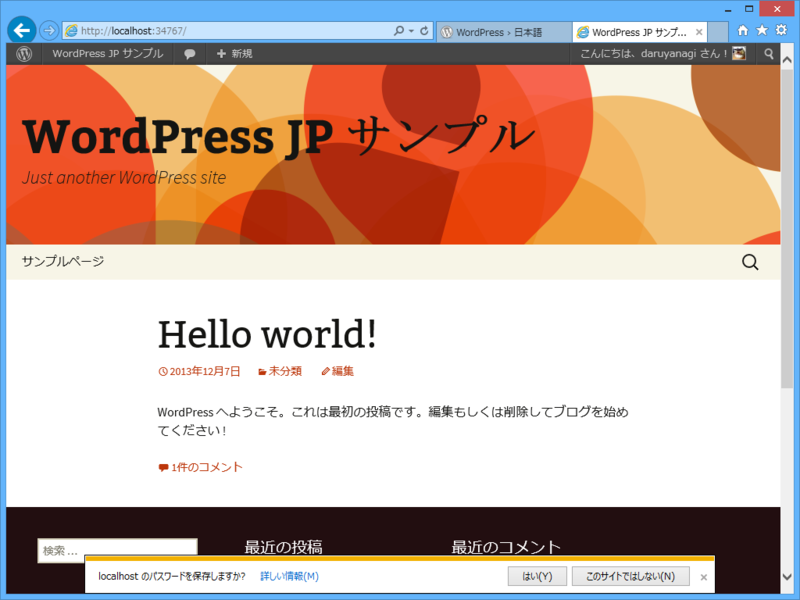 http://localhost:34767/
WordPress › 日本語
WordPress JP サンプ...
WordPress JP サンプル
新規
こんにちは、daruyanagi さん！
WordPress JP サンプル
Just another WordPress site
サンプルページ
Hello world!
2013年12月7日 未分類 編集
WordPress へようこそ。これは最初の投稿です。編集もしくは削除してブログを始め
てください !
1件のコメント
検索 …
最近の投稿
最近のコメント
localhost のパスワードを保存しますか? 詳しい情報(M) はい(Y) このサイトではしない(N)